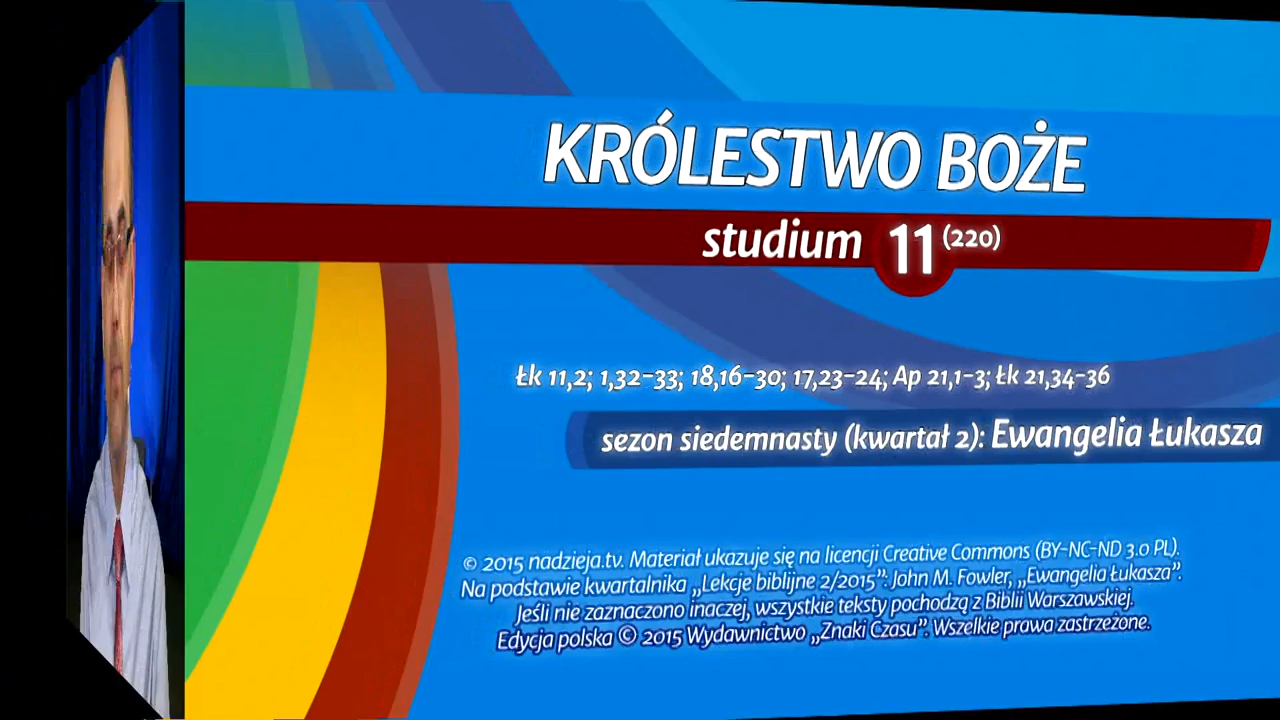 KRÓLESTWO BOŻE
studium 11 (220)
Łk 11,2; 1,32–33; 18,16–30; 17,23–24; Ap 21,1–3; Łk 21,34–36
sezon siedemnasty (kwartał 2): Ewangelia Łukasza
© 2015 nadzieja.tv. Materiał ukazuje się na licencji Creative Commons (BY-NC-ND 3.0 PL).
Na podstawie kwartalnika „Lekcje biblijne 2/2015”: John M. Fowler, „Ewangelia Łukasza”.
Jeśli nie zaznaczono inaczej, wszystkie teksty pochodzą z Biblii Warszawskiej.
Edycja polska © 2015 Wydawnictwo „Znaki Czasu”. Wszelkie prawa zastrzeżone.